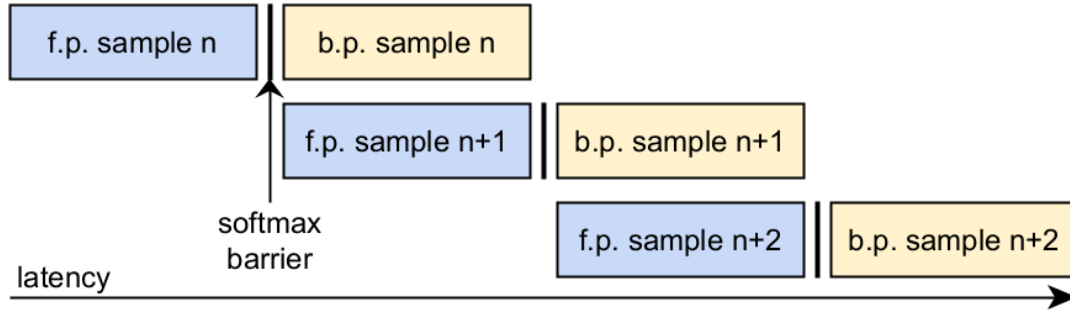 f.p. sample n
b.p. sample n
f.p. sample n+1
b.p. sample n+1
f.p. sample n+2
b.p. sample n+2
softmax
barrier
latency